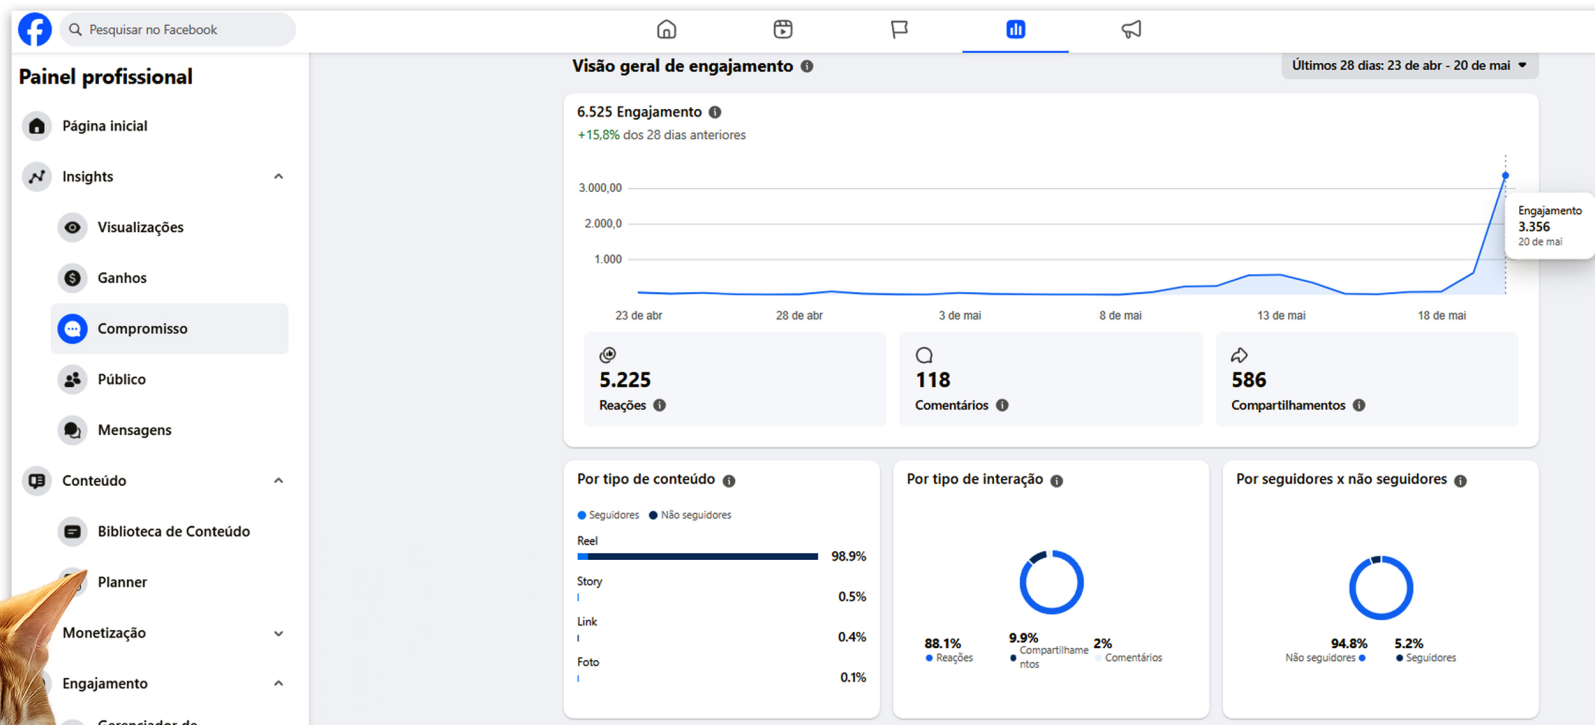 Pesquisar no Facebook
Painel profissional
Página inicial
Insights
Visualizações
Ganhos
Compromisso
Público
Mensagens
Conteúdo
Biblioteca de Conteúdo
Planner
Monetização
Engajamento
Gerenciador de
Visão geral de engajamento
Últimos 28 dias: 23 de abr - 20 de mai
6.525 Engajamento
+15,8% dos 28 dias anteriores
3.000,00
2.000,0
1.000
23 de abr
28 de abr
3 de mai
8 de mai
13 de mai
18 de mai
Engajamento
3.356
20 de mai
5.225
Reações
118
Comentários
586
Compartilhamentos
Por tipo de conteúdo
Seguidores
Não seguidores
Reel
98.9%
Story
0.5%
Link
0.4%
Foto
0.1%
Por tipo de interação
88.1%
Reações
9.9%
Compartilhame
ntos
2%
Comentários
Por seguidores x não seguidores
94.8%
Não seguidores
5.2%
Seguidores